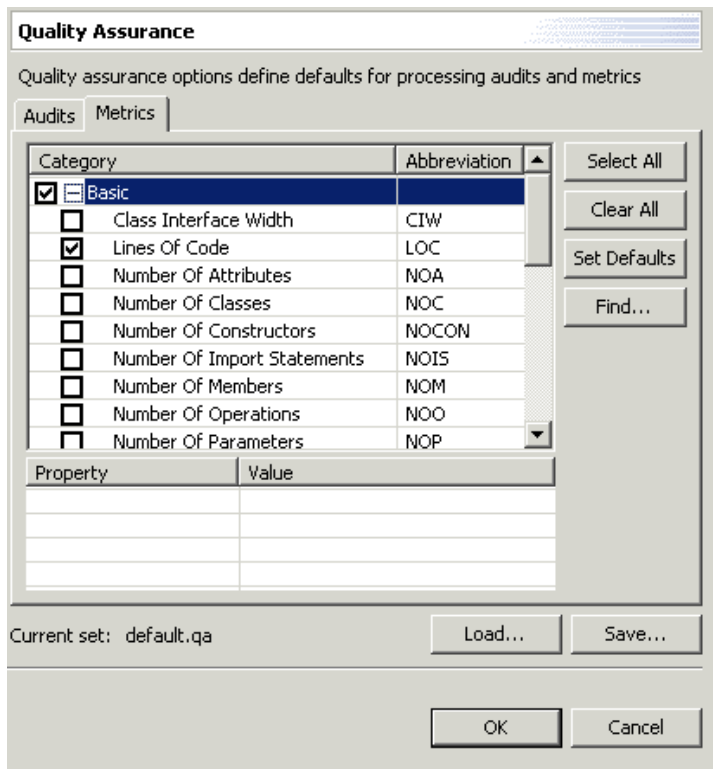 Quality Assurance
Quality assurance options define defaults for processing audits and metrics
Audits Metrics
Category Abbreviation
Basic
Class Interface Width CIW
Lines Of Code LOC
Number Of Attributes NOA
Number Of Classes NOC
Number Of Constructors NOCON
Number Of Import Statements NOIS
Number Of Members NOM
Number Of Operations NOO
Number Of Parameters NOP
Select All
Clear All
Set Defaults
Find...
Property Value
Current set: default.qa Load... Save...
OK Cancel